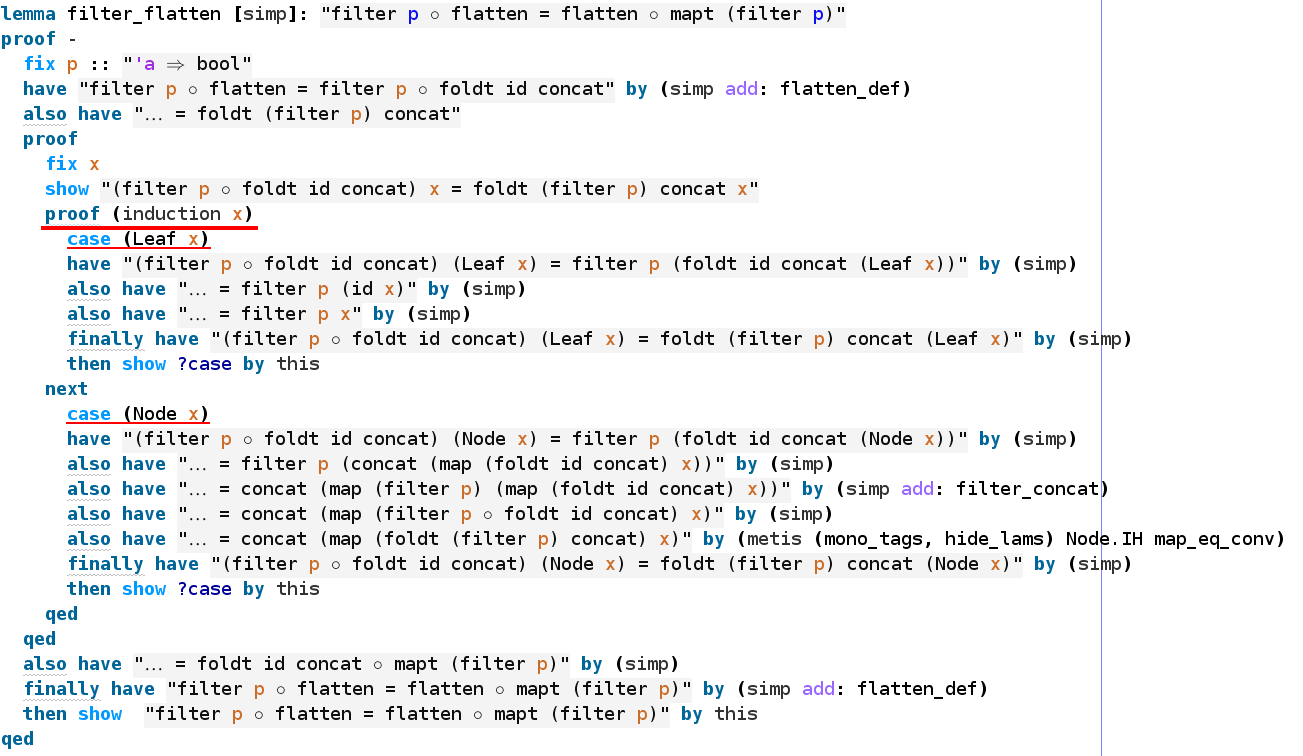 lemma filter_flatten [simp]: "filter p ∘ flatten = flatten ∘ mapt (filter p)"
proof -
  fix p :: "'a ⇒ bool"
  have "filter p ∘ flatten = filter p ∘ foldt id concat" by (simp add: flatten_def)
  also have "… = foldt (filter p) concat"
  proof
    fix x
    show "(filter p ∘ foldt id concat) x = foldt (filter p) concat x"
    proof (induction x)
      case (Leaf x)
      have "(filter p ∘ foldt id concat) (Leaf x) = filter p (foldt id concat (Leaf x))" by (simp)
      also have "… = filter p (id x)" by (simp)
      also have "… = filter p x" by (simp)
      finally have "(filter p ∘ foldt id concat) (Leaf x) = foldt (filter p) concat (Leaf x)" by (simp)
      then show ?case by this
    next
      case (Node x)
      have "(filter p ∘ foldt id concat) (Node x) = filter p (foldt id concat (Node x))" by (simp)
      also have "… = filter p (concat (map (foldt id concat) x))" by (simp)
      also have "… = concat (map (filter p) (map (foldt id concat) x))" by (simp add: filter_concat)
      also have "… = concat (map (filter p ∘ foldt id concat) x)" by (simp)
      also have "… = concat (map (foldt (filter p) concat) x)" by (metis (mono_tags, hide_lams) Node.IH map_eq_conv)
      finally have "(filter p ∘ foldt id concat) (Node x) = foldt (filter p) concat (Node x)" by (simp)
      then show ?case by this
    qed
  qed
  also have "… = foldt id concat ∘ mapt (filter p)" by (simp)
  finally have "filter p ∘ flatten = flatten ∘ mapt (filter p)" by (simp add: flatten_def)
  then show  "filter p ∘ flatten = flatten ∘ mapt (filter p)" by this
qed